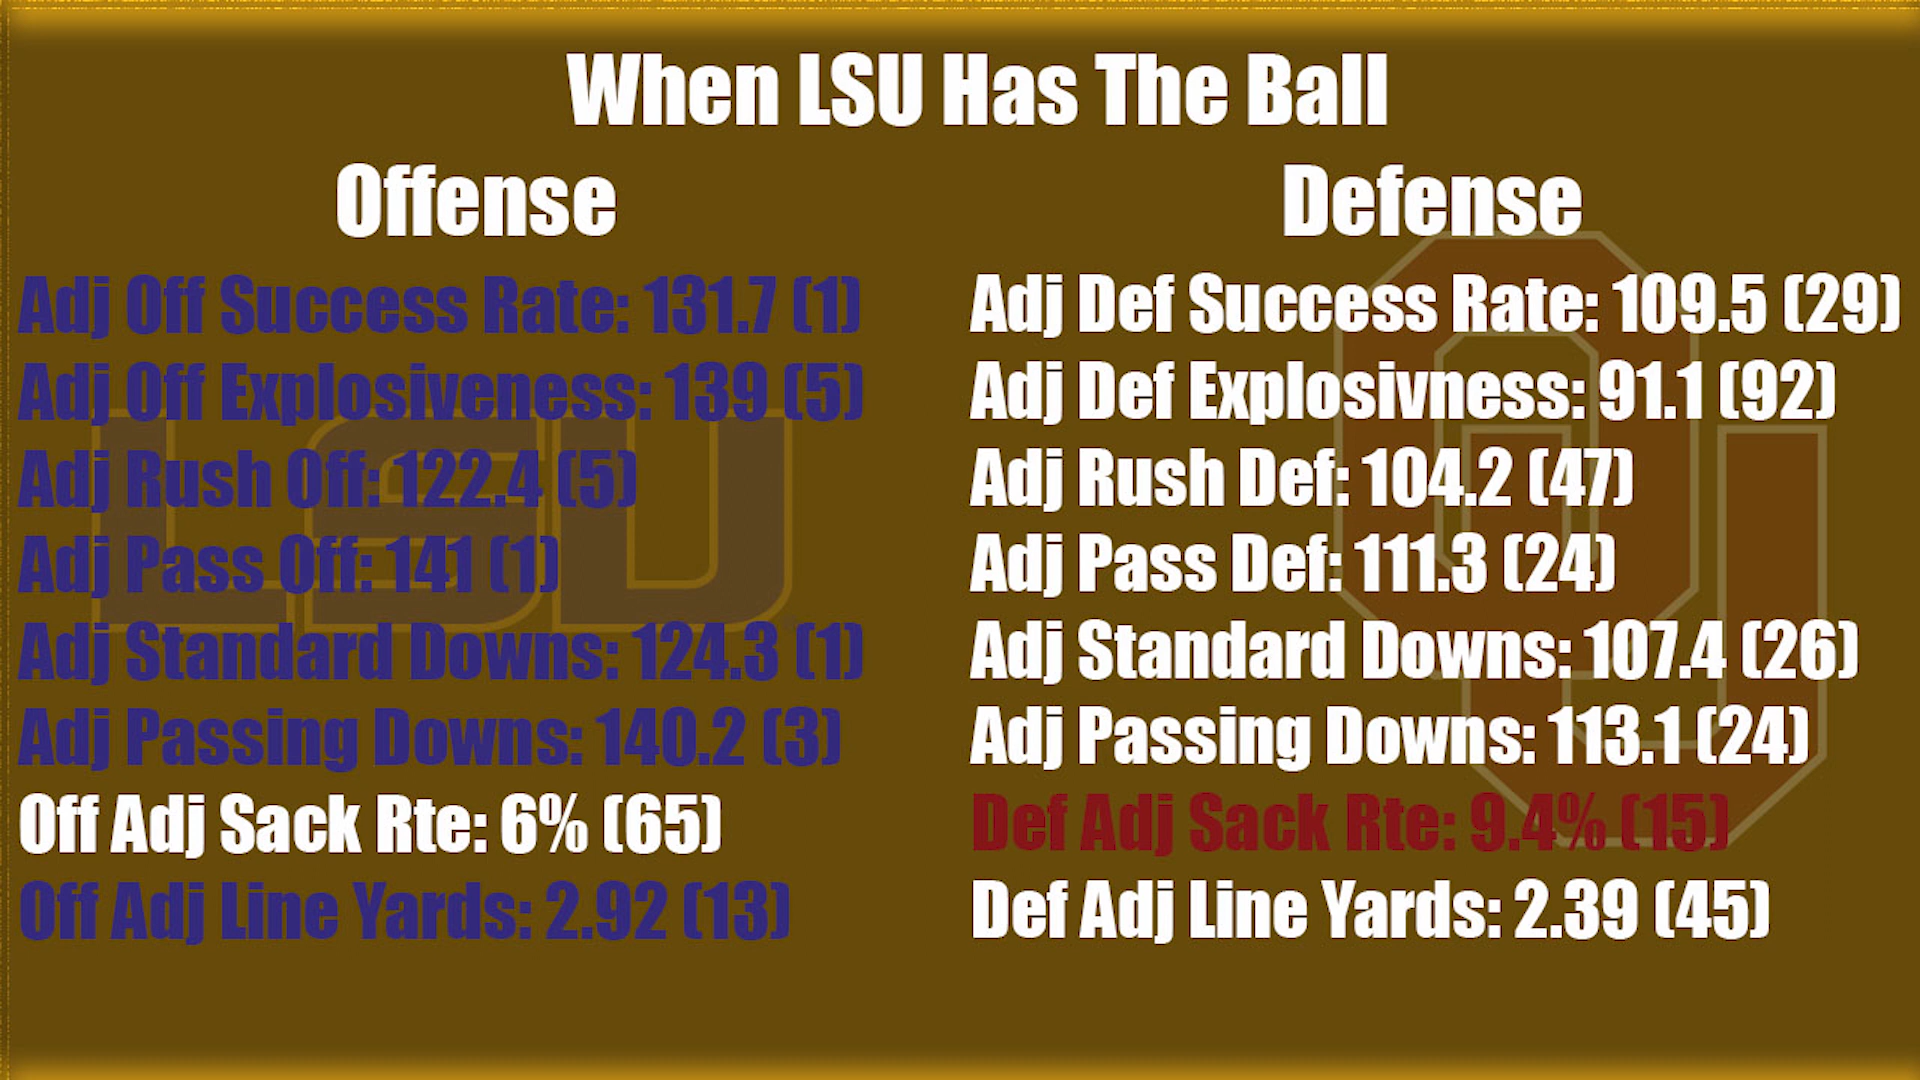 When LSU Has The Ball
Offense
Adj Off Success Rate: 131.7 (1)
Adj Off Explosiveness: 139 (5)
Adj Rush Off: 122.4 (5)
Adj Pass Off: 141 (1)
Adj Standard Downs: 124.3 (1)
Adj Passing Downs: 140.2 (3)
Off Adj Sack Rte: 6% (65)
Off Adj Line Yards: 2.92 (13)
LSU
Defense
Adj Def Success Rate: 109.5 (29)
Adj Def Explosivness: 91.1 (92)
Adj Rush Def: 104.2 (47)
Adj Pass Def: 111.3 (24)
Adj Standard Downs: 107.4 (26)
Adj Passing Downs: 113.1 (24)
Def Adj Sack Rte: 9.4% (15)
Def Adj Line Yards: 2.39 (45)
OU